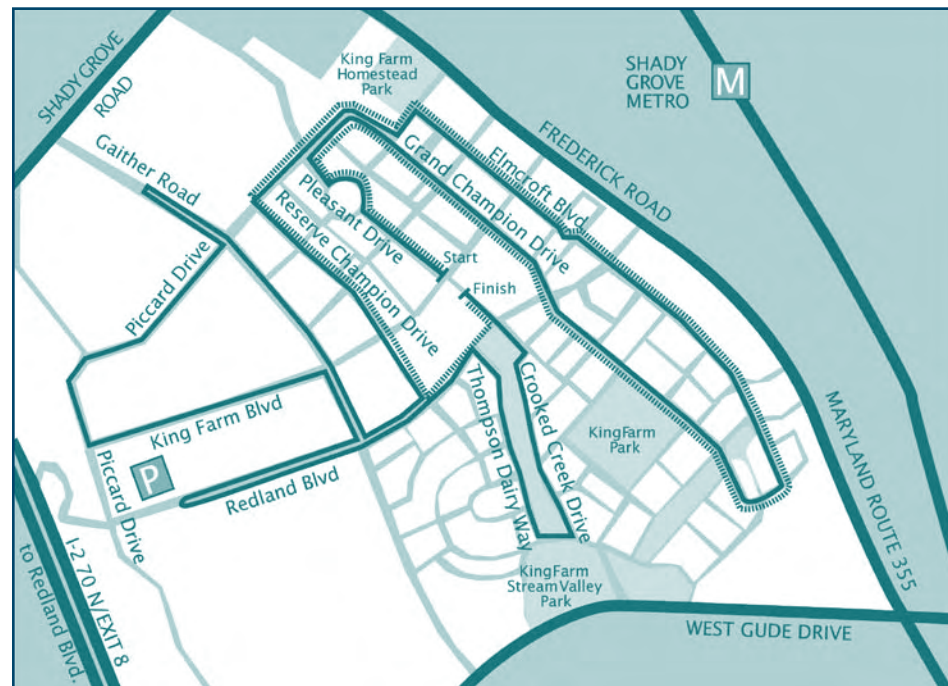 SHADY GROVE
ROAD
King Farm
Homestead
Park
SHADY
GROVE
METRO
M
FREDERICK ROAD
Gaither Road
Elmcroft Blvd
Grand Champion Drive
Pleasant Drive
Reserve Champion Drive
Start
Finish
Piccard Drive
King Farm Blvd
Thompson Dairy Way
Crooked Creek Drive
KingFarm
Park
MARYLAND ROUTE 355
P
Piccard Drive
Redland Blvd
KingFarm
StreamValley
Park
I-2 70 N/EXIT 8
to Redland Blvd.
WEST GUDE DRIVE